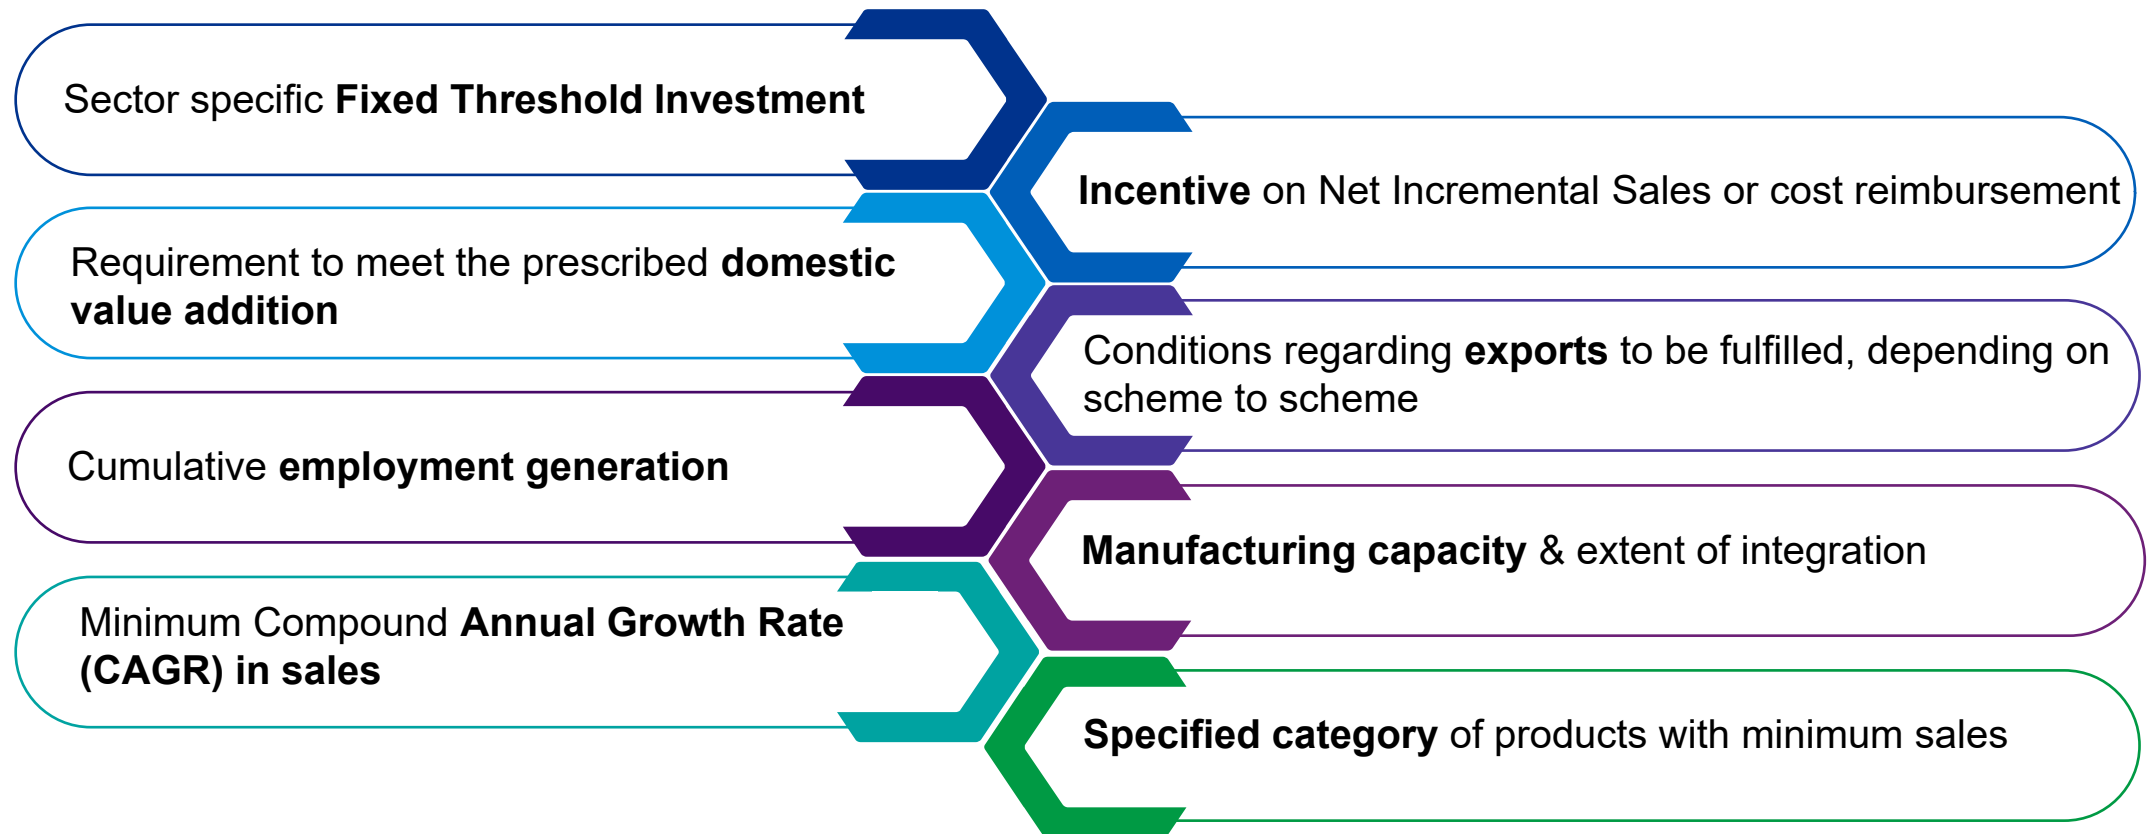 Sector specific Fixed Threshold Investment
Incentive on Net Incremental Sales or cost reimbursement
Requirement to meet the prescribed domestic
value addition
Conditions regarding exports to be fulfilled, depending on
scheme to scheme
Cumulative employment generation
Manufacturing capacity & extent of integration
Minimum Compound Annual Growth Rate
(CAGR) in sales
Specified category of products with minimum sales